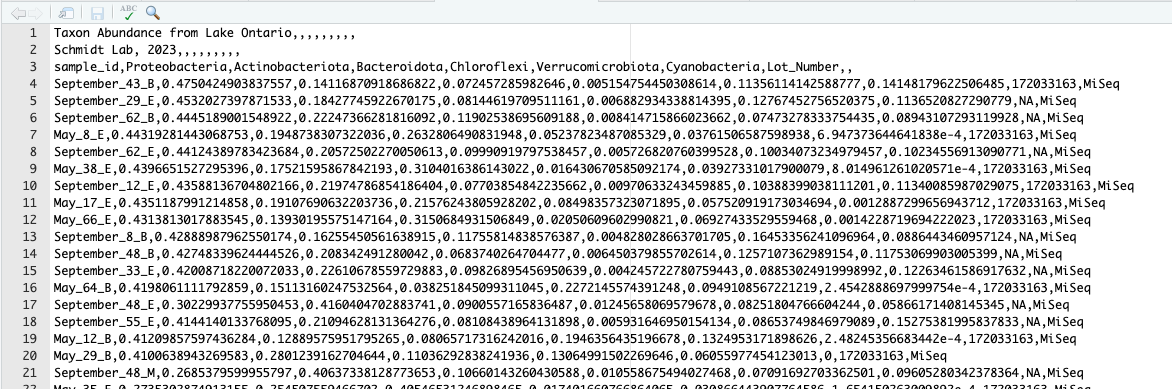 ABC
1 Taxon Abundance from Lake Ontario,,,,,,,,,
2 Schmidt Lab, 2023,,,,,,,,,
3 sample_id,Proteobacteria,Actinobacteriota,Bacteroidota,Chloroflexi,Verrucomicrobiota,Cyanobacteria,Lot_Number,,
4 September_43_B,0.4750424903837557,0.14116870918686822,0.072457285982646,0.005154754450308614,0.11356114142588777,0.14148179622506485,172033163,MiSeq
5 September_29_E,0.4532027397871533,0.18427745922670175,0.08144619709511161,0.006882934338814395,0.12767452756520375,0.1136520827290779,NA,MiSeq
6 September_62_B,0.4445189001548922,0.22247366281816092,0.11902538695609188,0.008414715866023662,0.07473278333754435,0.08943107293119928,NA,MiSeq
7 May_8_E,0.44319281443068753,0.1948738307322036,0.2632806490831948,0.05237823487085329,0.03761506587598938,6.947373644641838e-4,172033163,MiSeq
8 September_62_E,0.44124389783423684,0.20572502270050613,0.09990919797538457,0.005726820760399528,0.10034073234979457,0.10234556913090771,NA,MiSeq
9 May_38_E,0.4396651527295396,0.17521595867842193,0.3104016386143022,0.016430670585092174,0.03927331017900079,8.014961261020571e-4,172033163,MiSeq
10 September_12_E,0.43588136704802166,0.21974786854186404,0.07703854842235662,0.00970633243459885,0.10388399038111201,0.11340085987029075,172033163,MiSeq
11 May_17_E,0.4351187991214858,0.19107690632203736,0.21576243805928202,0.08498357323071895,0.05752091917303 4694,0.0012887299656943712,172033163,MiSeq
12 May_66_E,0.4313813017883545,0.13930195575147164,0.3150684931506849,0.02050609602990821,0.06927433529559468,0.0014228719694222023,172033163,MiSeq
13 September_8_B,0.42888987962550174,0.16255450561638915,0.11755814838576387,0.004828028663701705,0.16453356241096964,0.0886443460957124,NA,MiSeq
14 September_48_B,0.42748339624444526,0.208342491280042,0.0683740264704477,0.006450379855702614,0.1257107362989154,0.11753069903005399,NA,MiSeq
15 September_33_E,0.42008718220072033,0.22610678559729883,0.09826895456950639,0.004245722780759443,0.08853024919998992,0.12263461586917632,NA,MiSeq
16 May_64_B,0.4198061111792859,0.15113160247532564,0.038251845099311045,0.2272145574391248,0.0949108567221219,2.454288869799975 4e-4,172033163,MiSeq
17 September_48_E,0.30229937755950453,0.4160404702883741,0.0900557165836487,0.01245658069579678,0.08251804766604244,0.05866171408145345,NA,MiSeq
18 September_55_E,0.4144140133768095,0.21094628131364276,0.08108438964131898,0.005931646950154134,0.08653749846979089,0.15275381995837833,NA,MiSeq
19 May_12_B,0.41209857597436284,0.12889575951795265,0.08065717316242016,0.1946356435196678,0.1324953171898626,2.48245356683442e-4,172033163,MiSeq
20 May_29_B,0.4100638943269583,0.2801239162704644,0.11036292838241936,0.13064991502269646,0.06055977454123013,0,172033163,MiSeq
21 September_48_M,0.2685379599955797,0.40637338128773653,0.10660143260430588,0.010558675494027468,0.07091692703362501,0.09605280342378364,NA,MiSeq